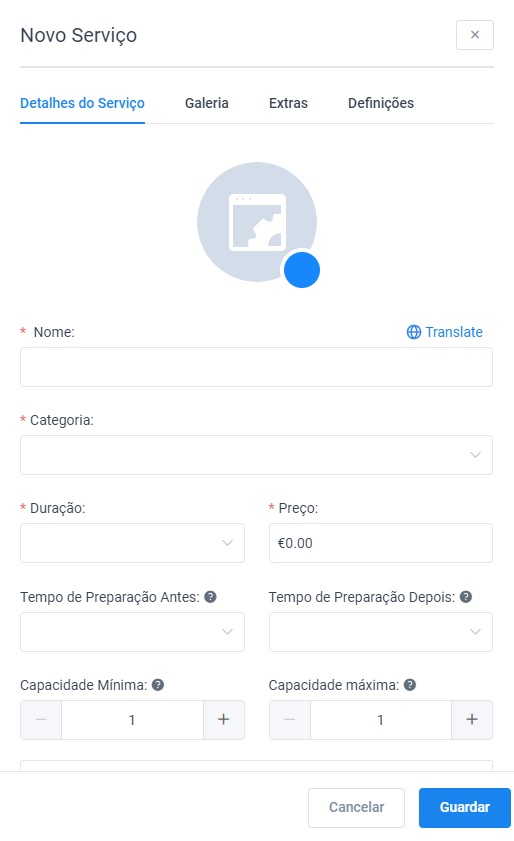 Novo Serviço
Detalhes do Serviço Galeria Extras Definições
* Nome: Translate
* Categoria:
* Duração: * Preço:
€0.00
Tempo de Preparação Antes: ? Tempo de Preparação Depois: ?
Capacidade Mínima: ? Capacidade máxima: ?
− 1 + − 1 +
Cancelar Guardar